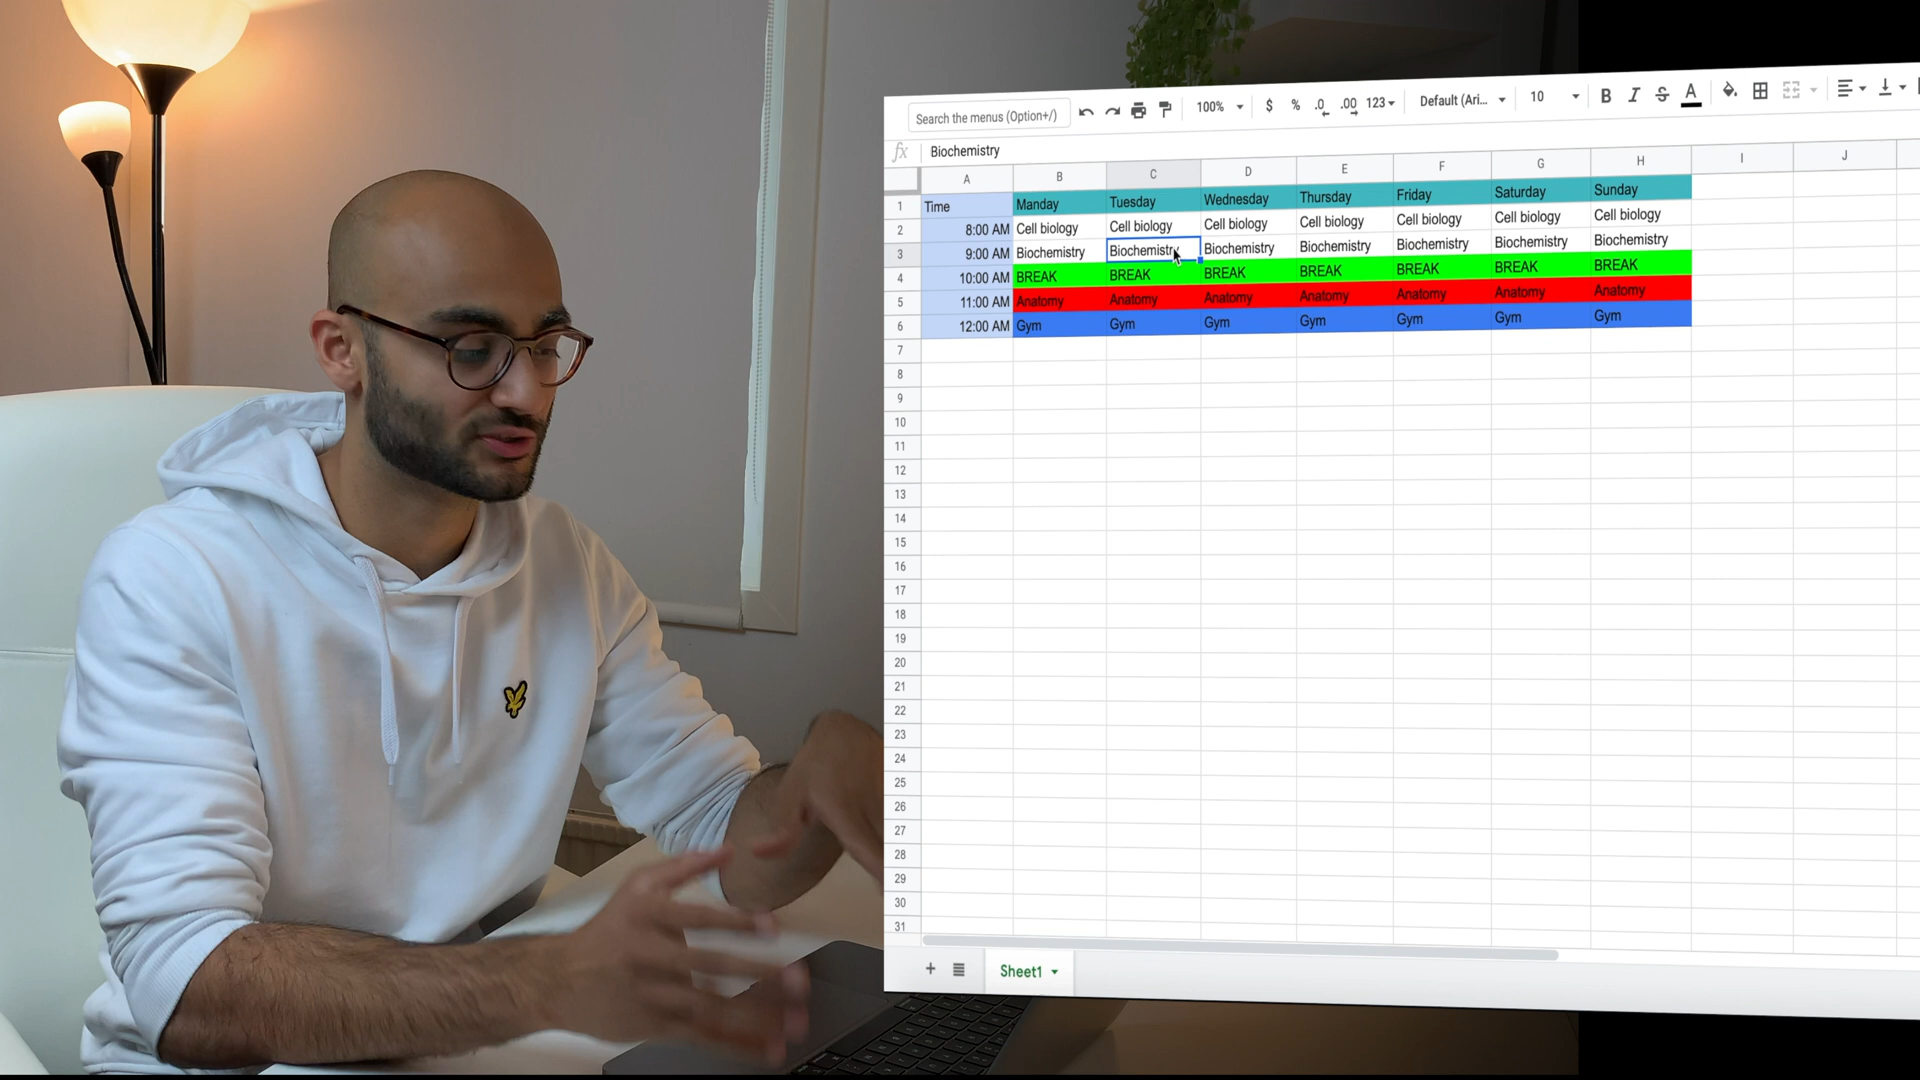 Search the menus (Option+/) 100% $ % .0 .00 123 Default (Ari... 10 B I S A
fx Biochemistry
A B C D E F G H I J
1 Time Manday Tuesday Wednesday Thursday Friday Saturday Sunday
2 8:00 AM Cell biology Cell biology Cell biology Cell biology Cell biology Cell biology Cell biology
3 9:00 AM Biochemistry Biochemistry Biochemistry Biochemistry Biochemistry Biochemistry Biochemistry
4 10:00 AM BREAK BREAK BREAK BREAK BREAK BREAK BREAK
5 11:00 AM Anatomy Anatomy Anatomy Anatomy Anatomy Anatomy Anatomy
6 12:00 AM Gym Gym Gym Gym Gym Gym Gym
7
8
9
10
11
12
13
14
15
16
17
18
19
20
21
22
23
24
25
26
27
28
29
30
31
+ Sheet1